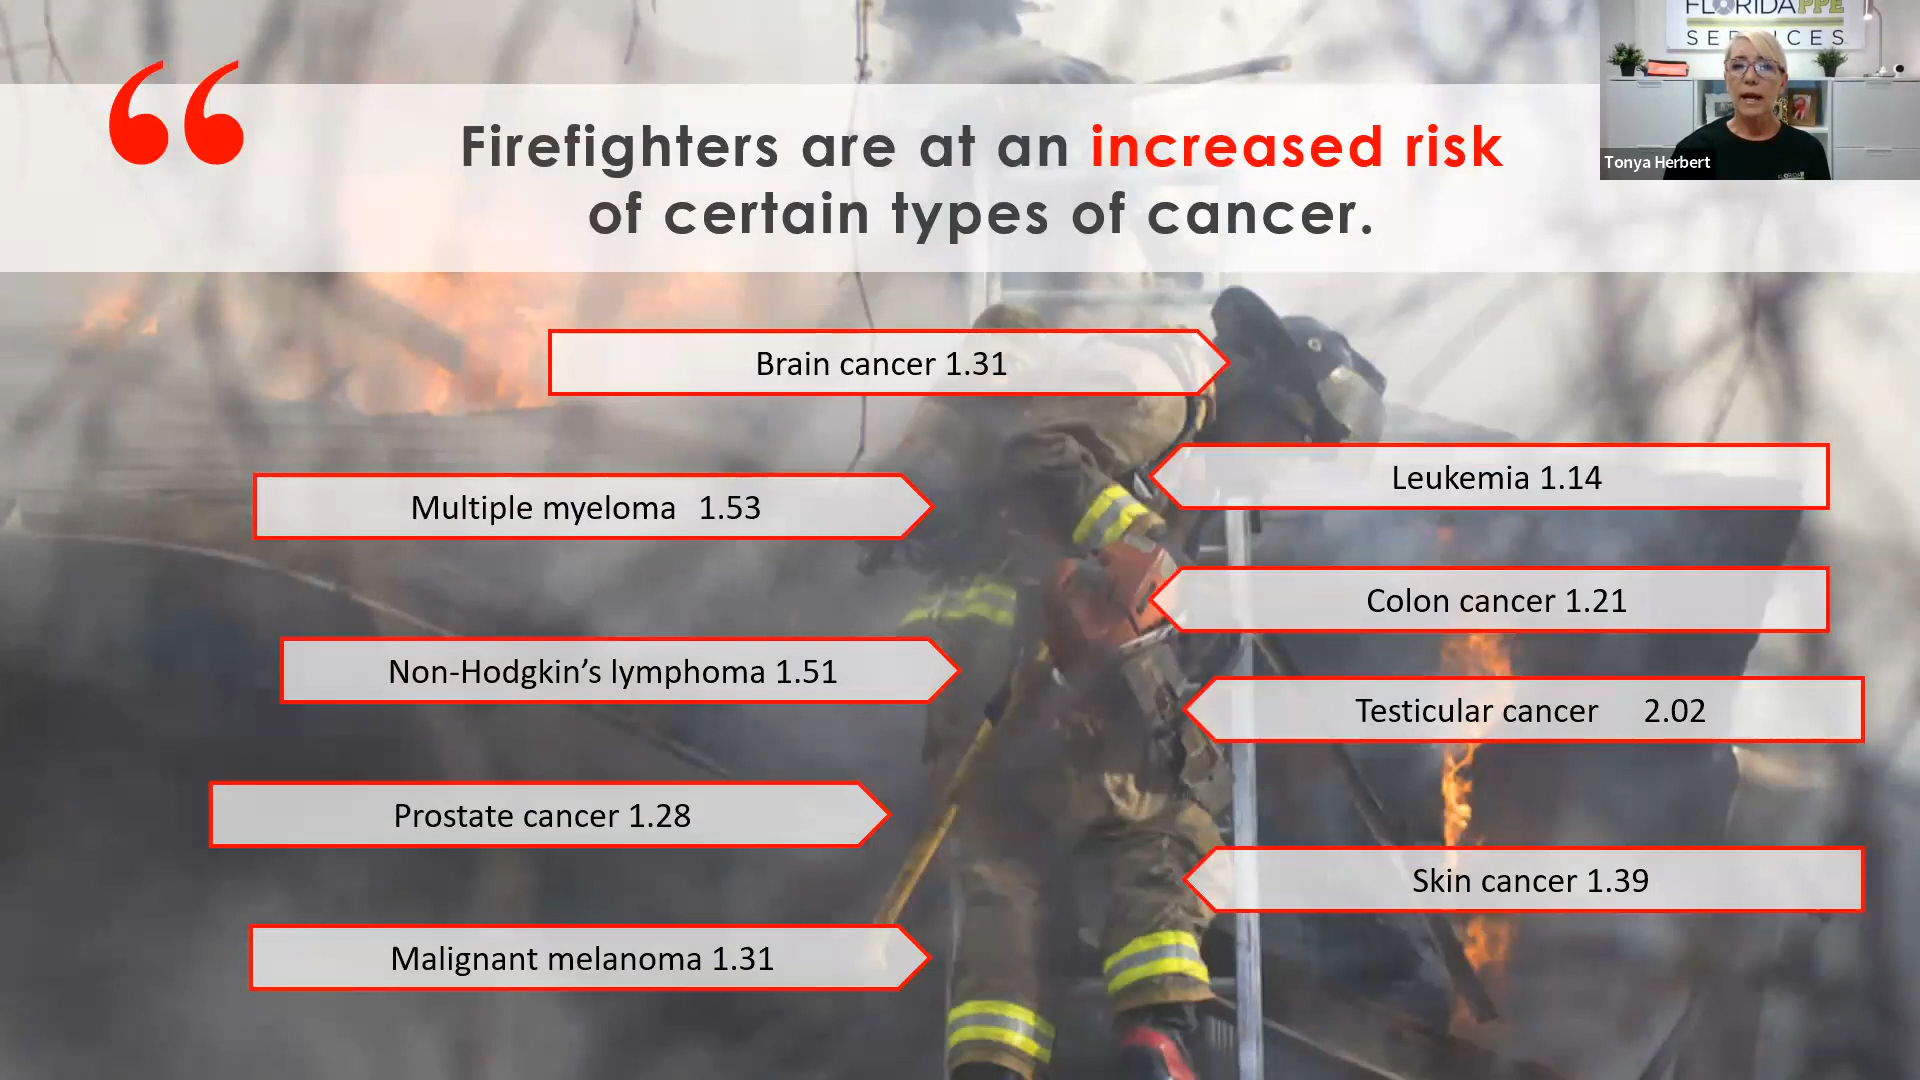 “
Firefighters are at an increased risk
of certain types of cancer.
FLORIDAPPE
SERVICES
Tonya Herbert
Brain cancer 1.31
Leukemia 1.14
Multiple myeloma 1.53
Colon cancer 1.21
Non-Hodgkin’s lymphoma 1.51
Testicular cancer 2.02
Prostate cancer 1.28
Skin cancer 1.39
Malignant melanoma 1.31